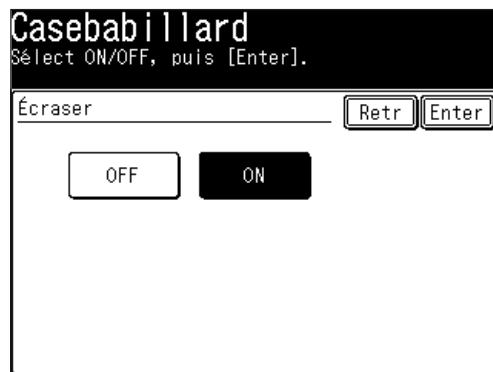 Casebabillard
Sélect ON/OFF, puis [Enter].
Écraser
Retr
Enter
OFF
ON